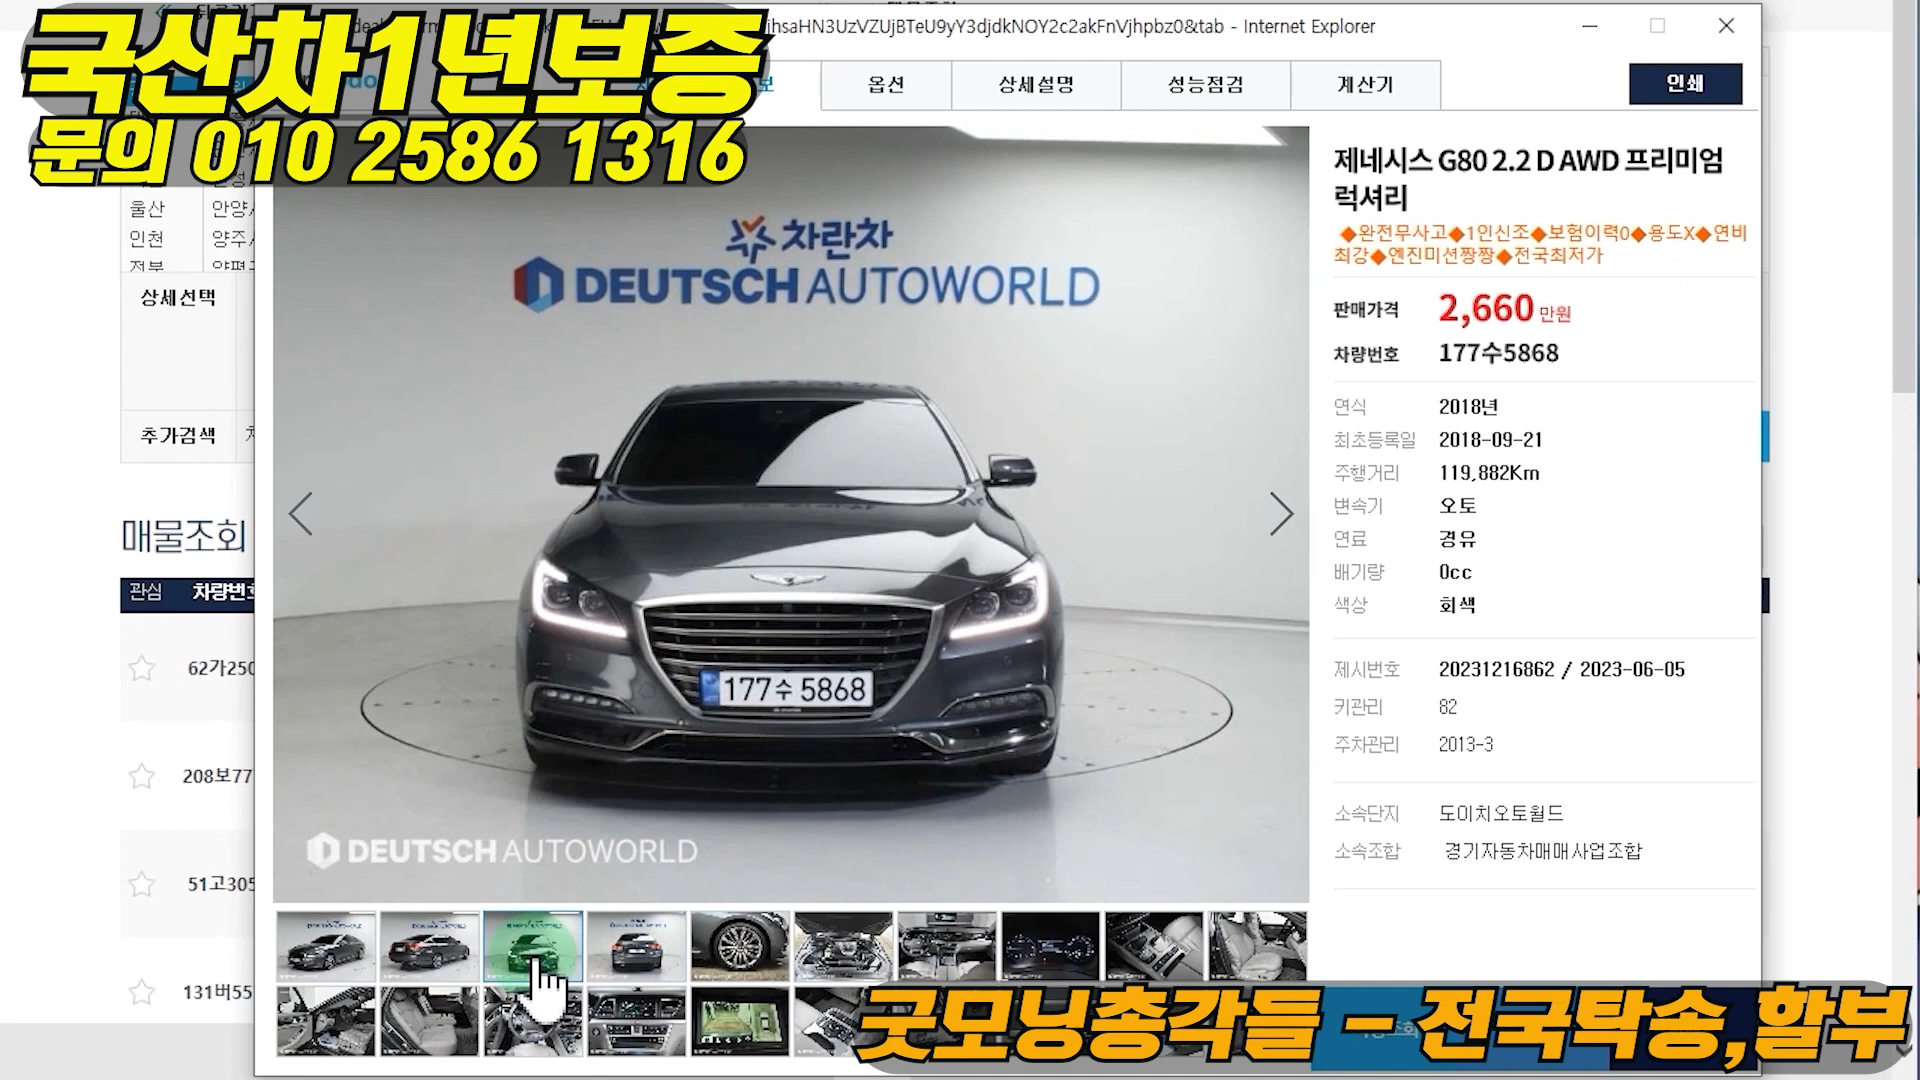 ihsaHN3UzVZUjBTeU9yY3djdkNOY2c2akFnVjhpbz0&tab - Internet Explorer
국산차1년보증
문의 010 2586 1316
옵션
상세설명
성능점검
계산기
인쇄
울산 안양시
인천 양주시
전북 양평군
상세선택
추가검색
매물조회
관심 차량번호
62가250
208보77
51고305
131버55
차란차
DEUTSCH AUTOWORLD
177수 5868
DEUTSCH AUTOWORLD
제네시스 G80 2.2 D AWD 프리미엄
럭셔리
◆완전무사고◆1인신조◆보험이력0◆용도X◆연비
최강◆엔진미션짱짱◆전국최저가
판매가격 2,660 만원
차량번호 177수5868
연식 2018년
최초등록일 2018-09-21
주행거리 119,882Km
변속기 오토
연료 경유
배기량 0cc
색상 회색
제시번호 20231216862 / 2023-06-05
키관리 82
주차관리 2013-3
소속단지 도이치오토월드
소속조합 경기자동차매매사업조합
굿모닝총각들 - 전국탁송,할부